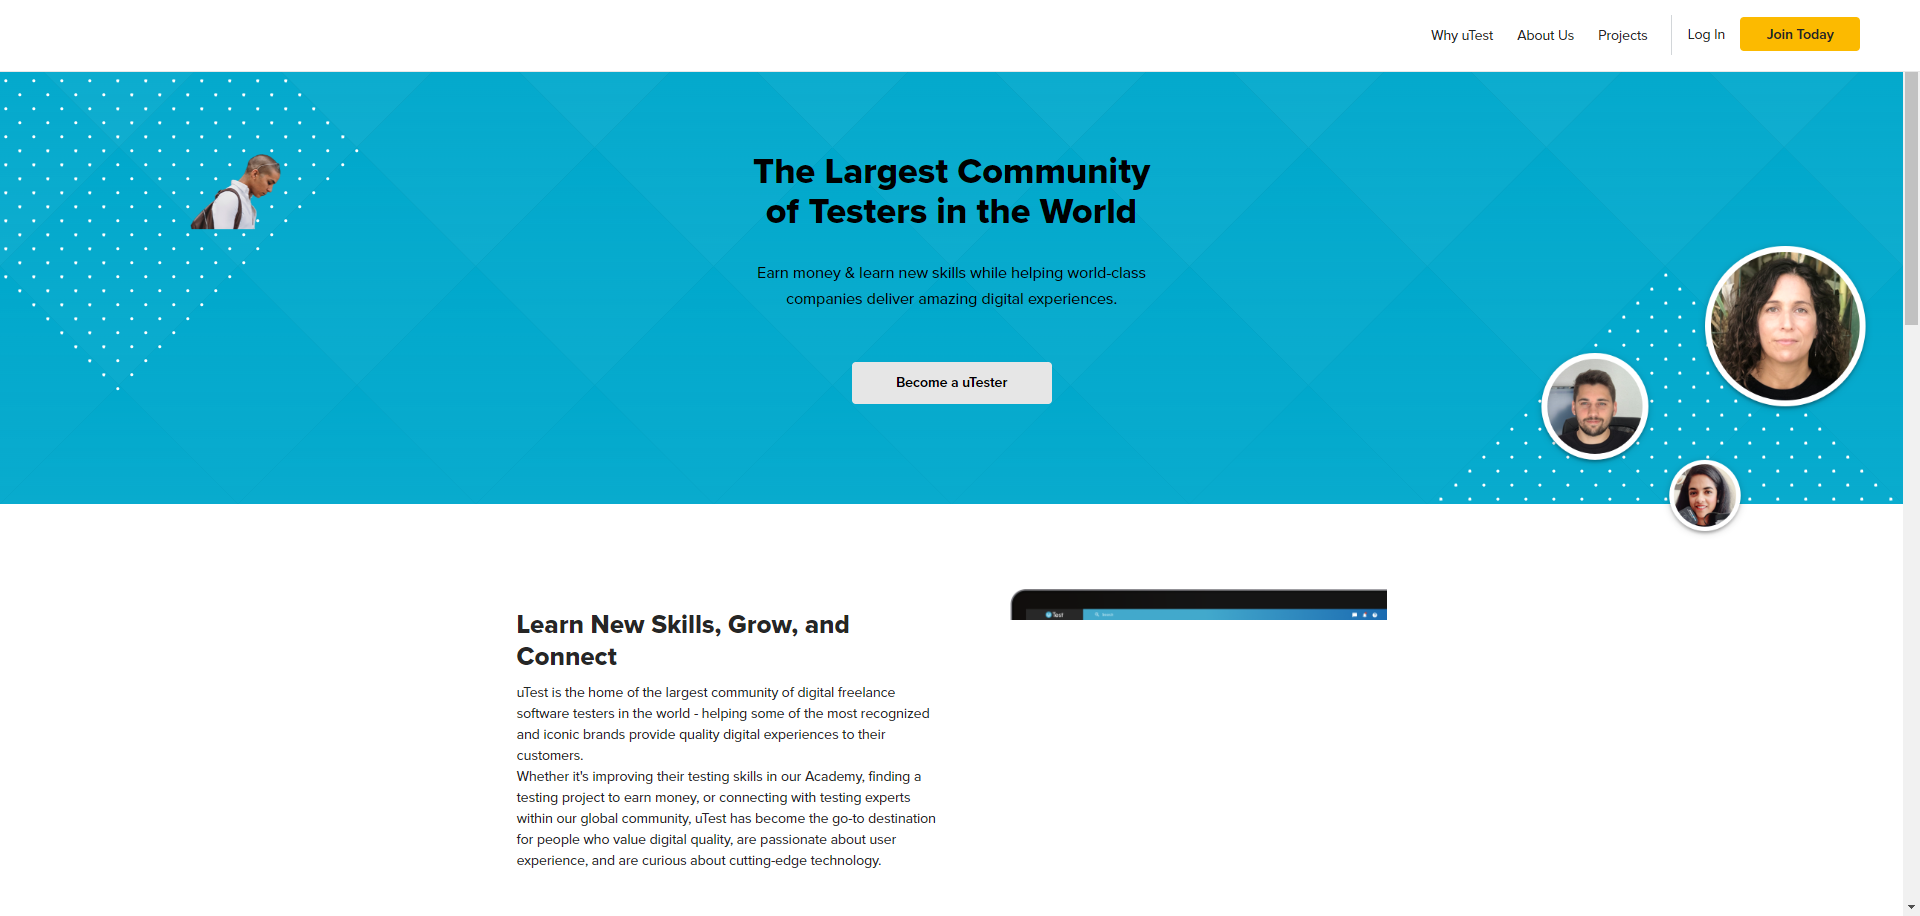 Why uTest
About Us
Projects
Log In
Join Today
The Largest Community
of Testers in the World
Earn money & learn new skills while helping world-class
companies deliver amazing digital experiences.
Become a uTester
Learn New Skills, Grow, and
Connect
uTest is the home of the largest community of digital freelance
software testers in the world - helping some of the most recognized
and iconic brands provide quality digital experiences to their
customers.
Whether it's improving their testing skills in our Academy, finding a
testing project to earn money, or connecting with testing experts
within our global community, uTest has become the go-to destination
for people who value digital quality, are passionate about user
experience, and are curious about cutting-edge technology.